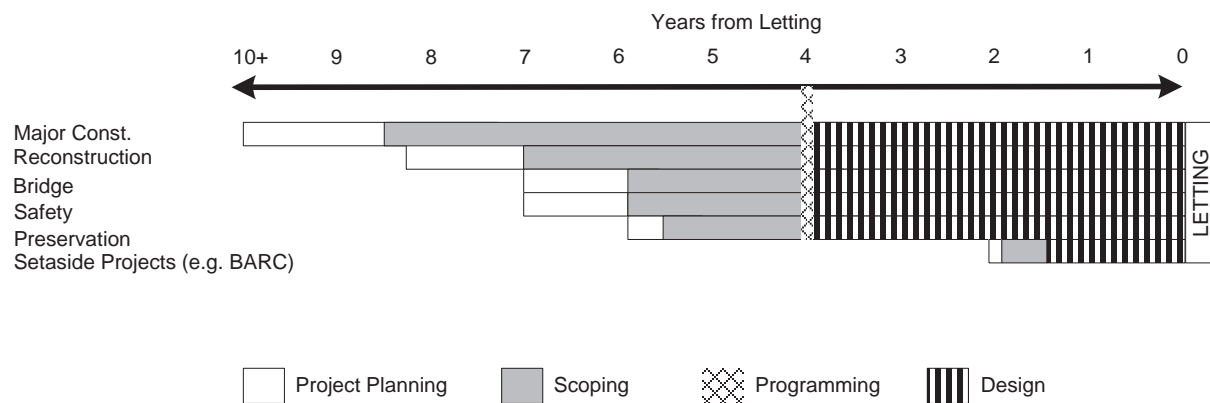 Years from Letting
10+ 9 8 7 6 5 4 3 2 1 0
Major Const.
Reconstruction
Bridge
Safety
Preservation
Setaside Projects (e.g. BARC)
LETTING
Project Planning Scoping Programming Design